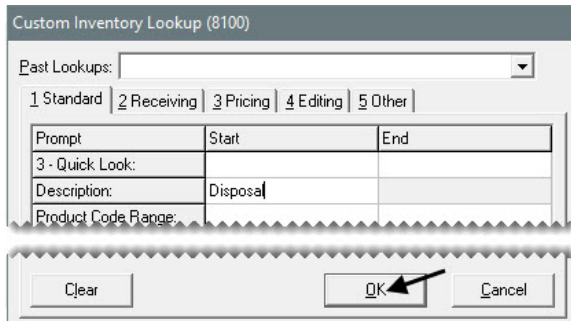 Custom Inventory Lookup (8100)
Past Lookups:
1 Standard 2 Receiving 3 Pricing 4 Editing 5 Other
Prompt Start End
3 - Quick Look:
Description: Disposal
Product Code Range:
Clear OK Cancel